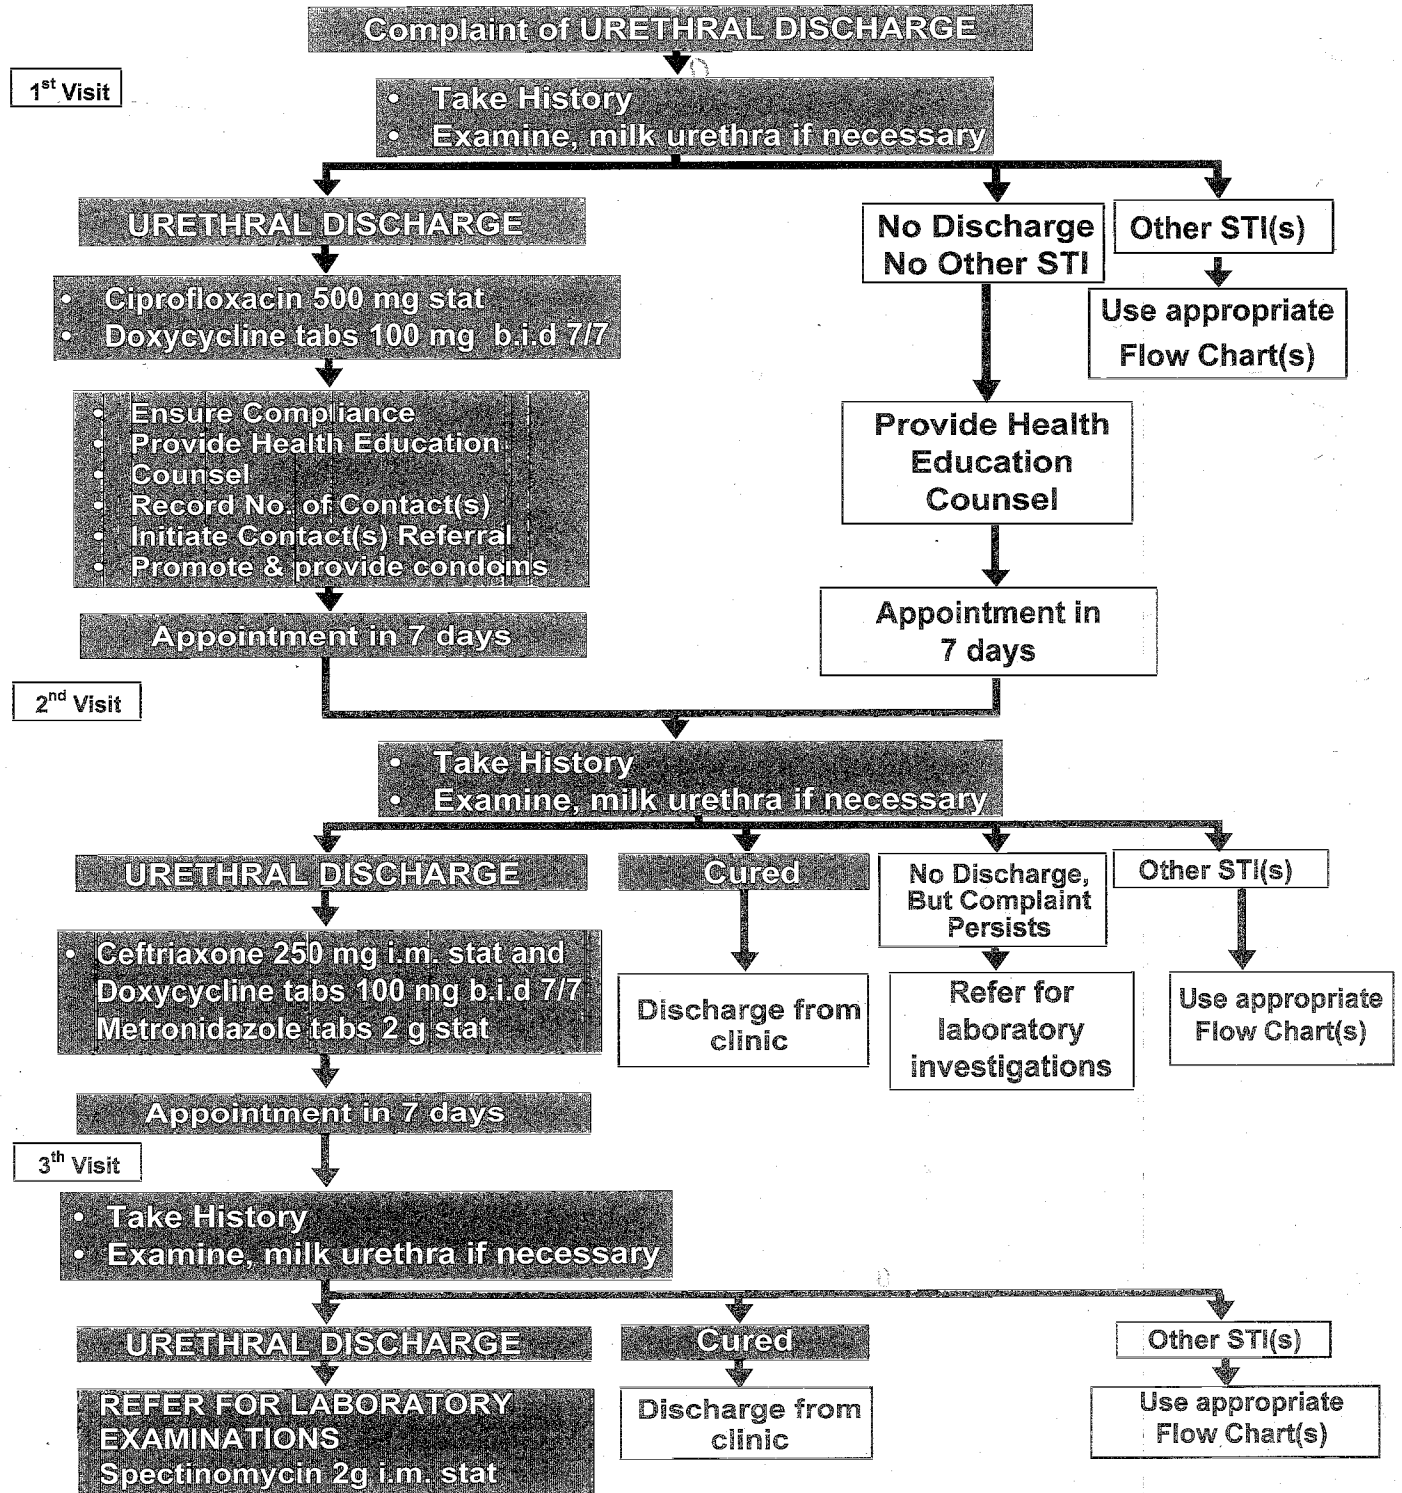 Complaint of URETHRAL DISCHARGE
1st Visit
• Take History
• Examine, milk urethra if necessary
URETHRAL DISCHARGE
No Discharge
No Other STI
Other STI(s)
• Ciprofloxacin 500 mg stat
• Doxycycline tabs 100 mg b.i.d 7/7
Use appropriate
Flow Chart(s)
• Ensure Compliance
• Provide Health Education
• Counsel
• Record No. of Contact(s)
• Initiate Contact(s) Referral
• Promote & provide condoms
Provide Health
Education
Counsel
Appointment in 7 days
Appointment in
7 days
2nd Visit
• Take History
• Examine, milk urethra if necessary
URETHRAL DISCHARGE
Cured
No Discharge,
But Complaint
Persists
Other STI(s)
• Ceftriaxone 250 mg i.m. stat and
Doxycycline tabs 100 mg b.i.d 7/7
Metronidazole tabs 2 g stat
Discharge from
clinic
Refer for
laboratory
investigations
Use appropriate
Flow Chart(s)
Appointment in 7 days
3th Visit
• Take History
• Examine, milk urethra if necessary
URETHRAL DISCHARGE
Cured
Other STI(s)
REFER FOR LABORATORY
EXAMINATIONS
Spectinomycin 2g i.m. stat
Discharge from
clinic
Use appropriate
Flow Chart(s)